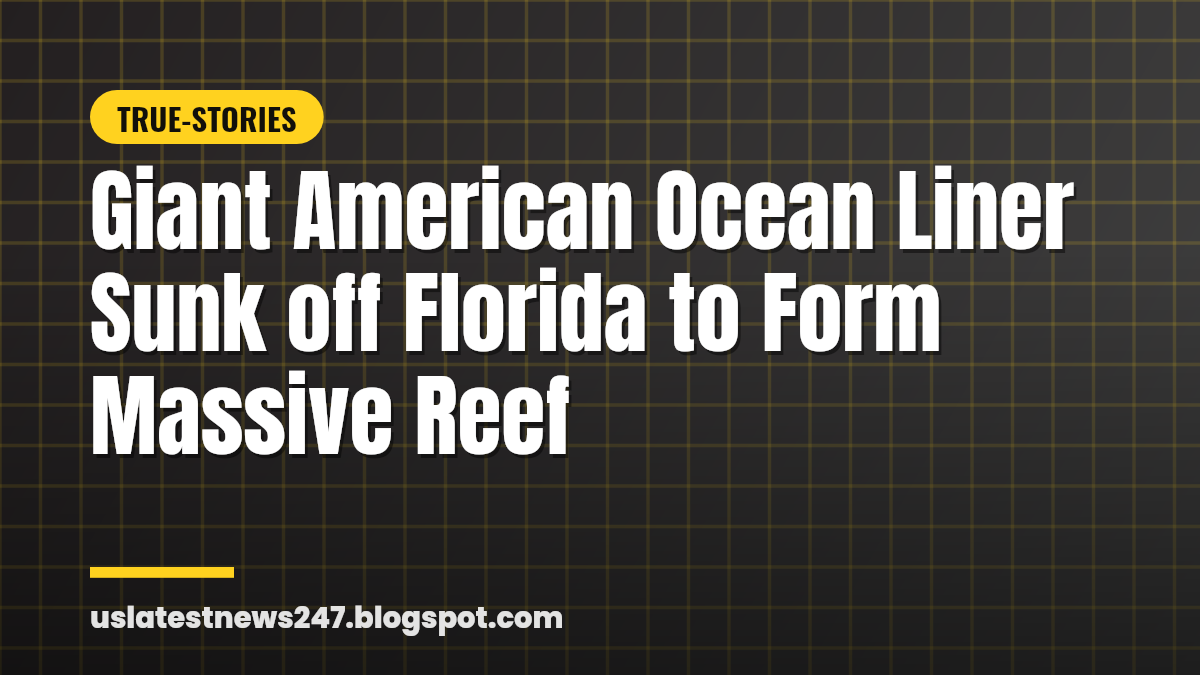 TRUE-STORIES
Giant American Ocean Liner
Sunk off Florida to Form
Massive Reef
uslatestnews247.blogspot.com